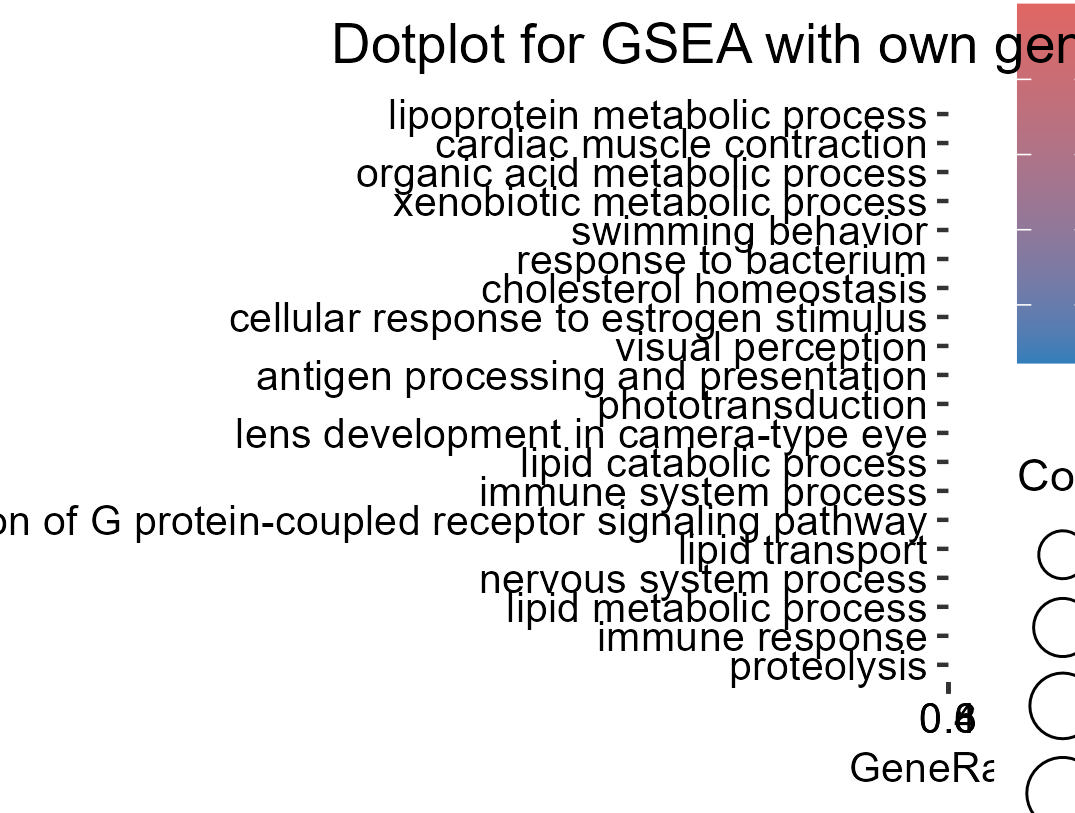 Dotplot for GSEA with own gen
lipoprotein metabolic process
cardiac muscle contraction
organic acid metabolic process
xenobiotic metabolic process
swimming behavior
response to bacterium
cholesterol homeostasis
cellular response to estrogen stimulus
visual perception
antigen processing and presentation
phototransduction
lens development in camera-type eye
lipid catabolic process
immune system process
on of G protein-coupled receptor signaling pathway
lipid transport
nervous system process
lipid metabolic process
immune response
proteolysis
GeneRa
Co